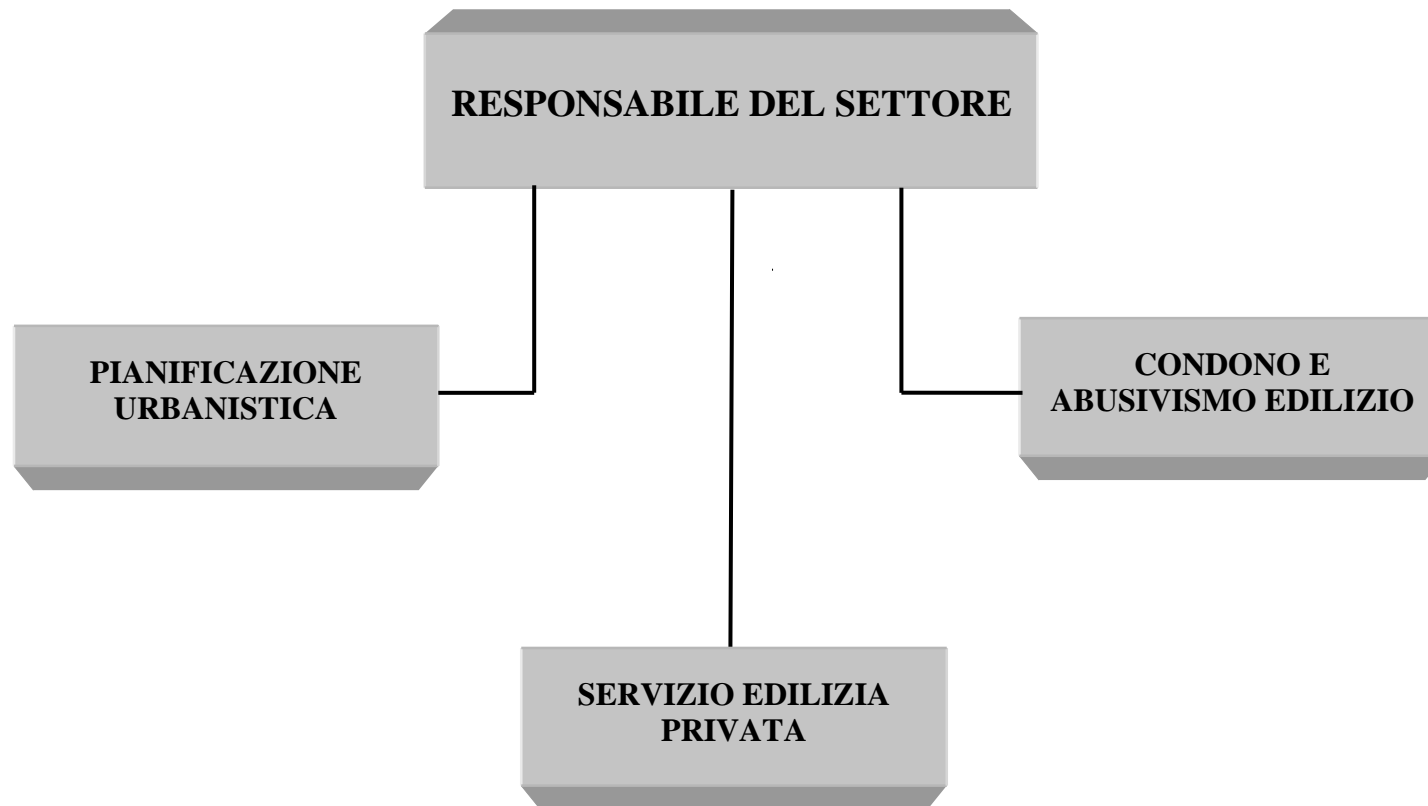 RESPONSABILE DEL SETTORE
PIANIFICAZIONE
URBANISTICA
CONDONO E
ABUSIVISMO EDILIZIO
SERVIZIO EDILIZIA
PRIVATA